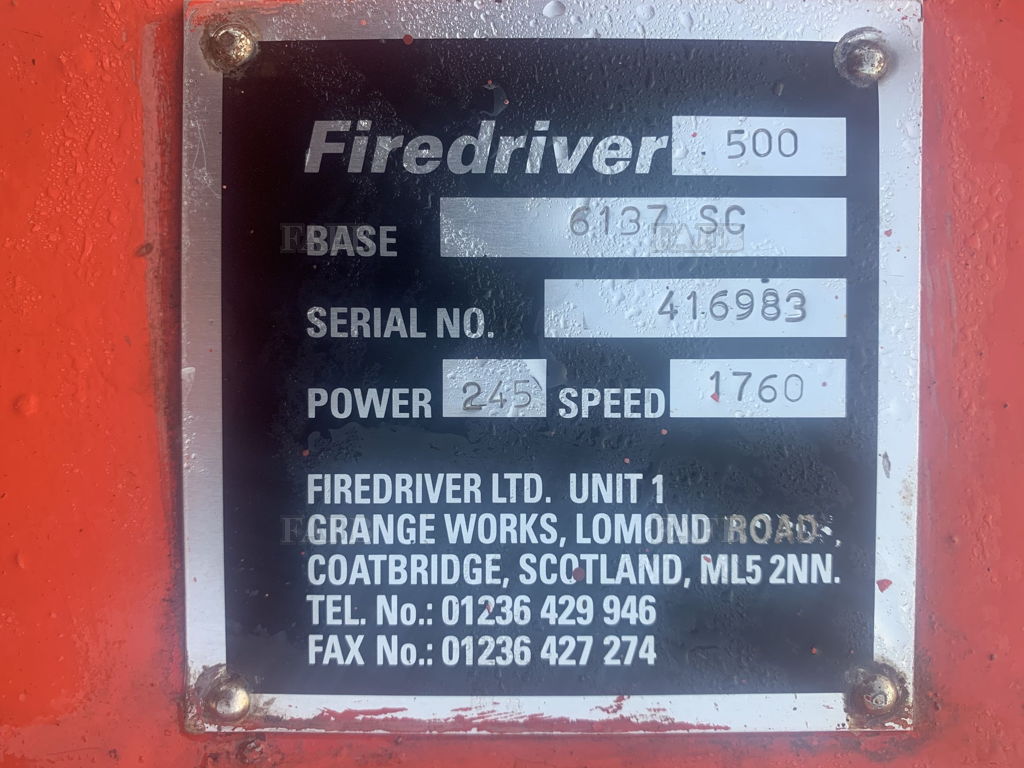 Firedriver 500
BASE 6137 SC
SERIAL NO. 416983
POWER 245 SPEED 1760
FIREDRIVER LTD. UNIT 1
GRANGE WORKS, LOMOND ROAD,
COATBRIDGE, SCOTLAND, ML5 2NN.
TEL. No.: 01236 429 946
FAX No.: 01236 427 274